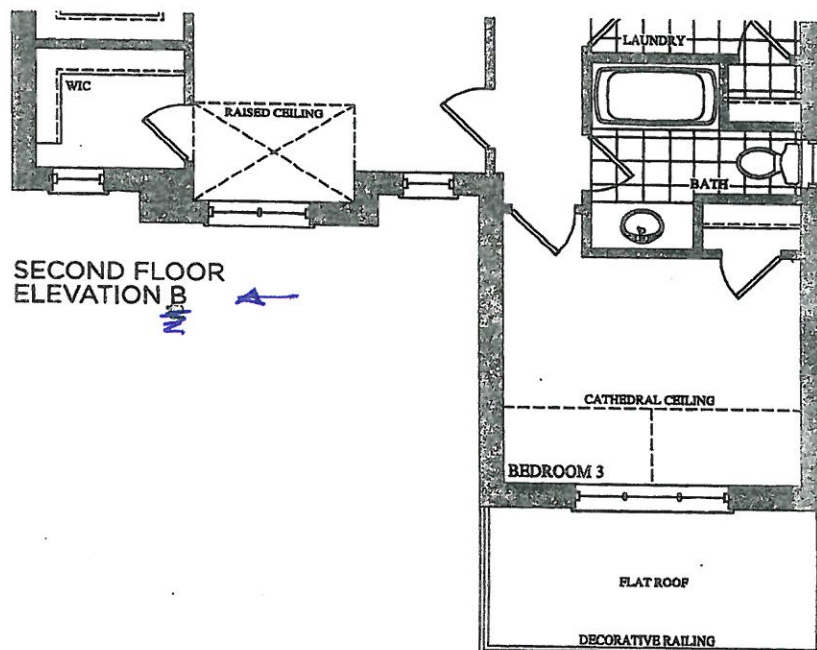 LAUNDRY
WIC
RAISED CEILING
BATH
SECOND FLOOR
ELEVATION B
CATHEDRAL CEILING
BEDROOM 3
FLAT ROOF
DECORATIVE RAILING